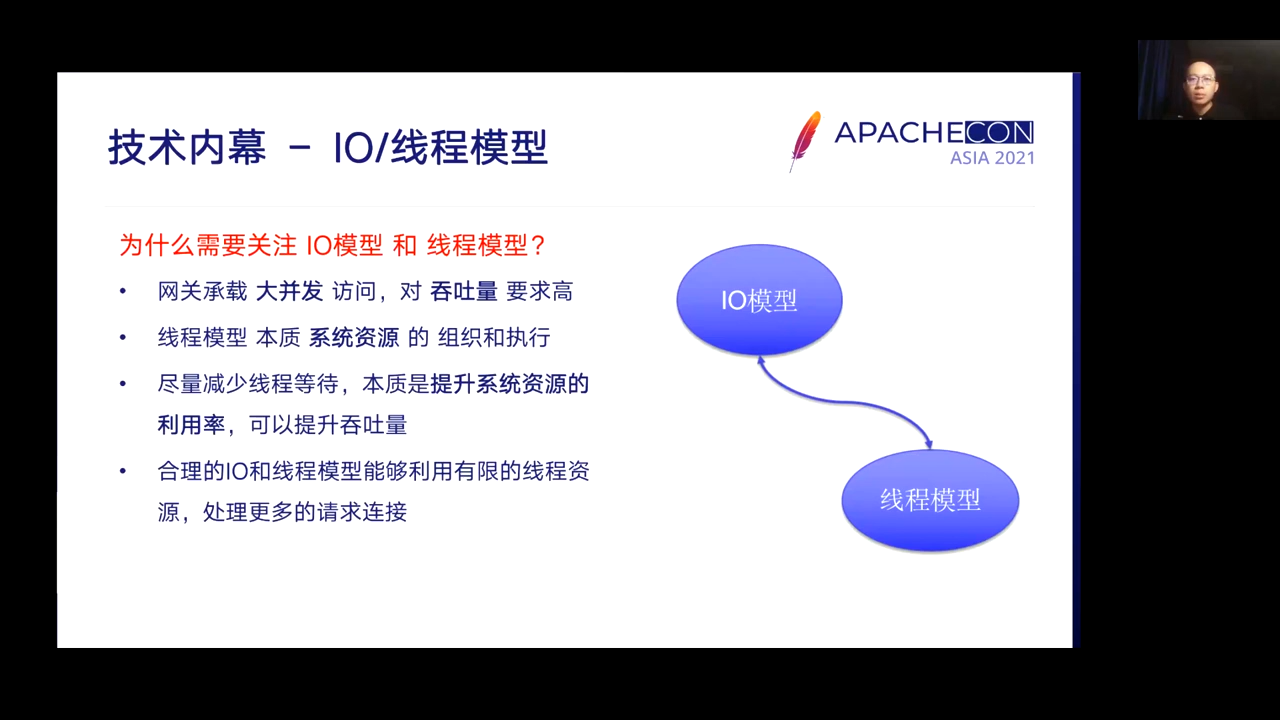 技术内幕 – IO/线程模型
APACHECON
ASIA 2021
为什么需要关注 IO模型 和 线程模型？
• 网关承载 大并发 访问，对 吞吐量 要求高
• 线程模型 本质 系统资源 的 组织和执行
• 尽量减少线程等待，本质是提升系统资源的
利用率，可以提升吞吐量
• 合理的IO和线程模型能够利用有限的线程资
源，处理更多的请求连接
IO模型
线程模型